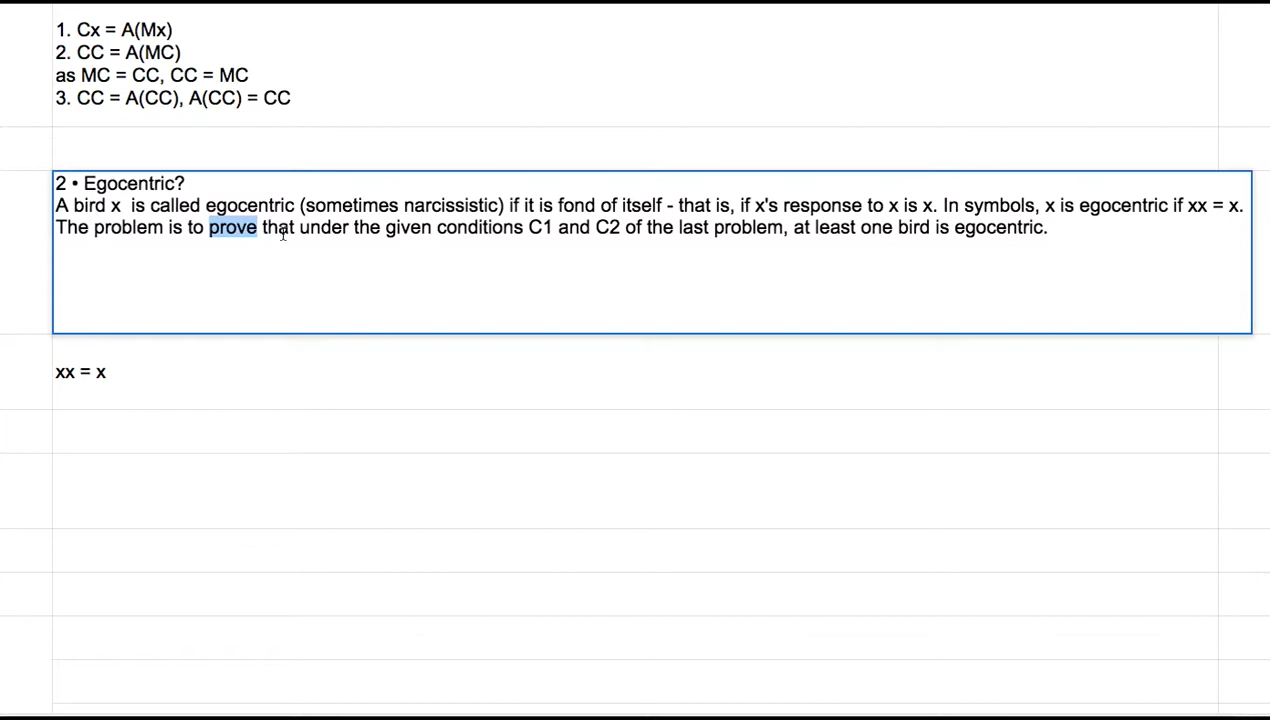 1. Cx = A(Mx)
2. CC = A(MC)
as MC = CC, CC = MC
3. CC = A(CC), A(CC) = CC
2 • Egocentric?
A bird x  is called egocentric (sometimes narcissistic) if it is fond of itself - that is, if x's response to x is x. In symbols, x is egocentric if xx = x.
The problem is to prove that under the given conditions C1 and C2 of the last problem, at least one bird is egocentric.
xx = x